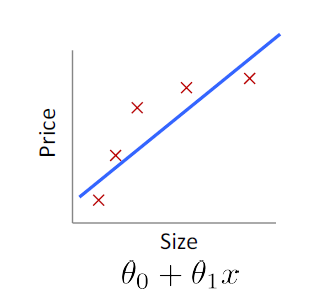 Price
Size
θ₀ + θ₁x